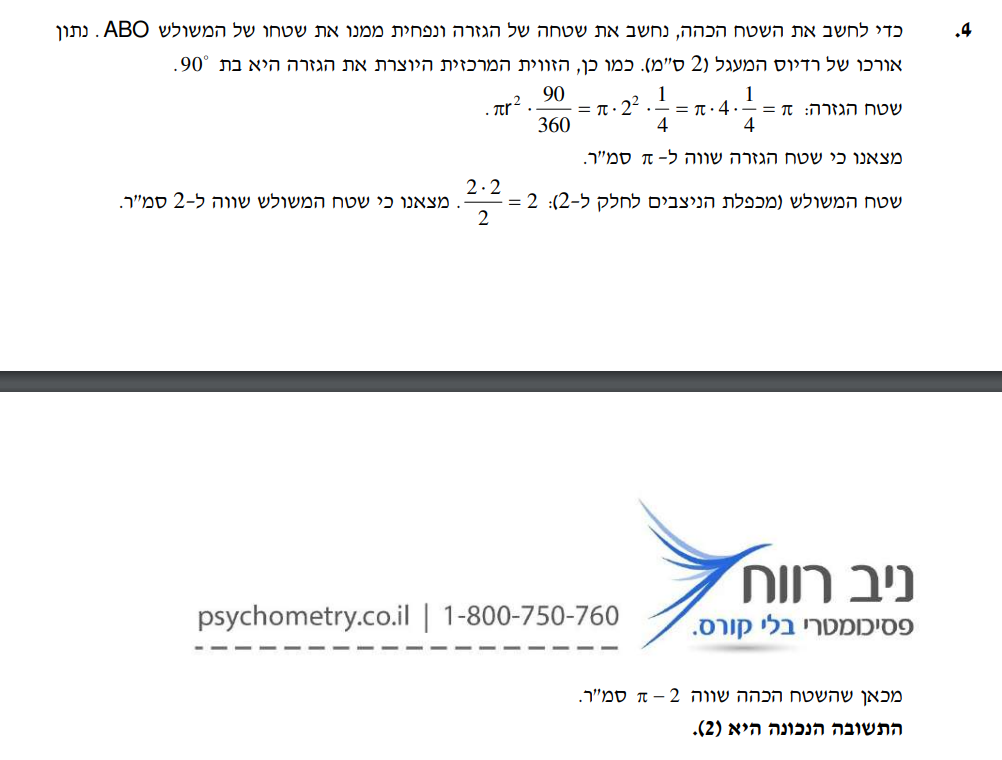 4. כדי לחשב את השטח הכהה, נחשב את שטחה של הגזרה ונפחית ממנו את שטחו של המשולש ABO. נתון
אורכו של רדיוס המעגל (2 ס"מ). כמו כן, הזווית המרכזית היוצרת את הגזרה היא בת 90°.
שטח הגזרה: πr² · 90/360 = π · 2² · 1/4 = π · 4 · 1/4 = π.
מצאנו כי שטח הגזרה שווה ל- π סמ"ר.
שטח המשולש (מכפלת הניצבים לחלק ל-2): 2·2/2 = 2. מצאנו כי שטח המשולש שווה ל-2 סמ"ר.
ניב רווח
פסיכומטרי בלי קורס.
psychometry.co.il | 1-800-750-760
מכאן שהשטח הכהה שווה π – 2 סמ"ר.
התשובה הנכונה היא (2).